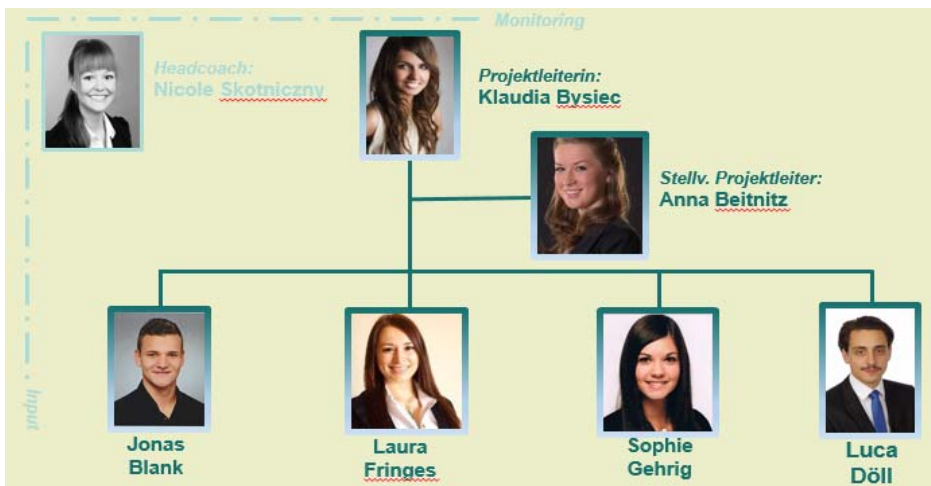 Monitoring
Headcoach:
Nicole Skotniczny
Projektleiterin:
Klaudia Bysiec
Stellv. Projektleiter:
Anna Beitnitz
Input
Jonas
Blank
Laura
Fringes
Sophie
Gehrig
Luca
Döll